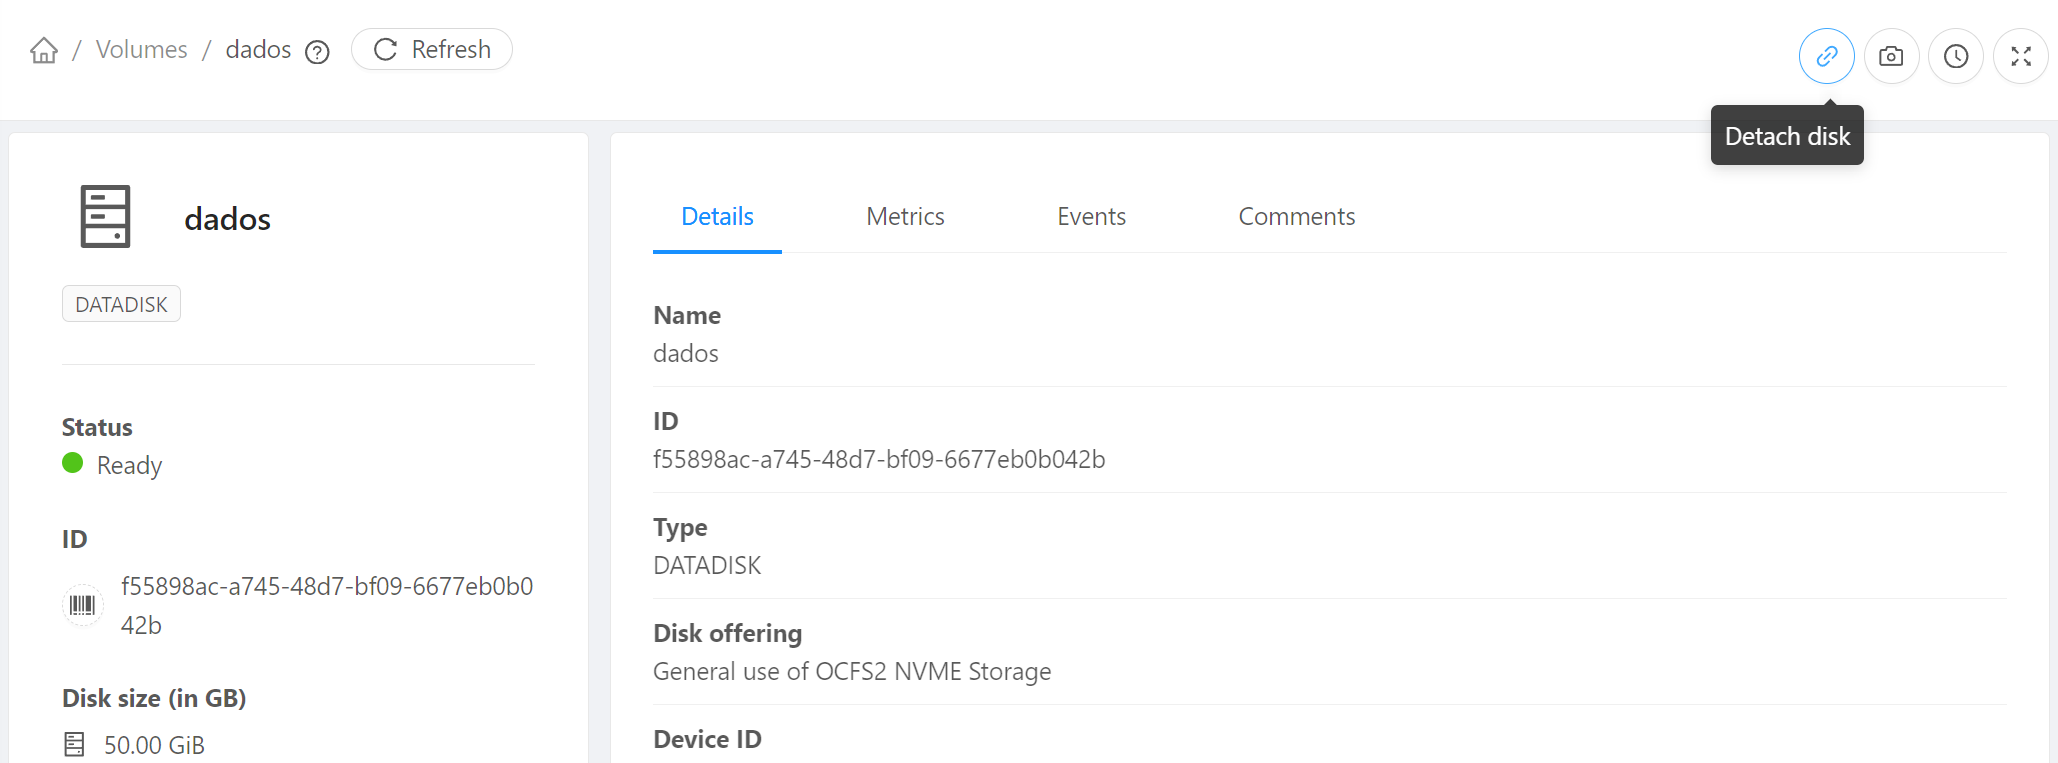 / Volumes / dados ? Refresh
Detach disk
dados
DATADISK
Status
Ready
ID
f55898ac-a745-48d7-bf09-6677eb0b0
42b
Disk size (in GB)
50.00 GiB
Details Metrics Events Comments
Name
dados
ID
f55898ac-a745-48d7-bf09-6677eb0b042b
Type
DATADISK
Disk offering
General use of OCFS2 NVME Storage
Device ID